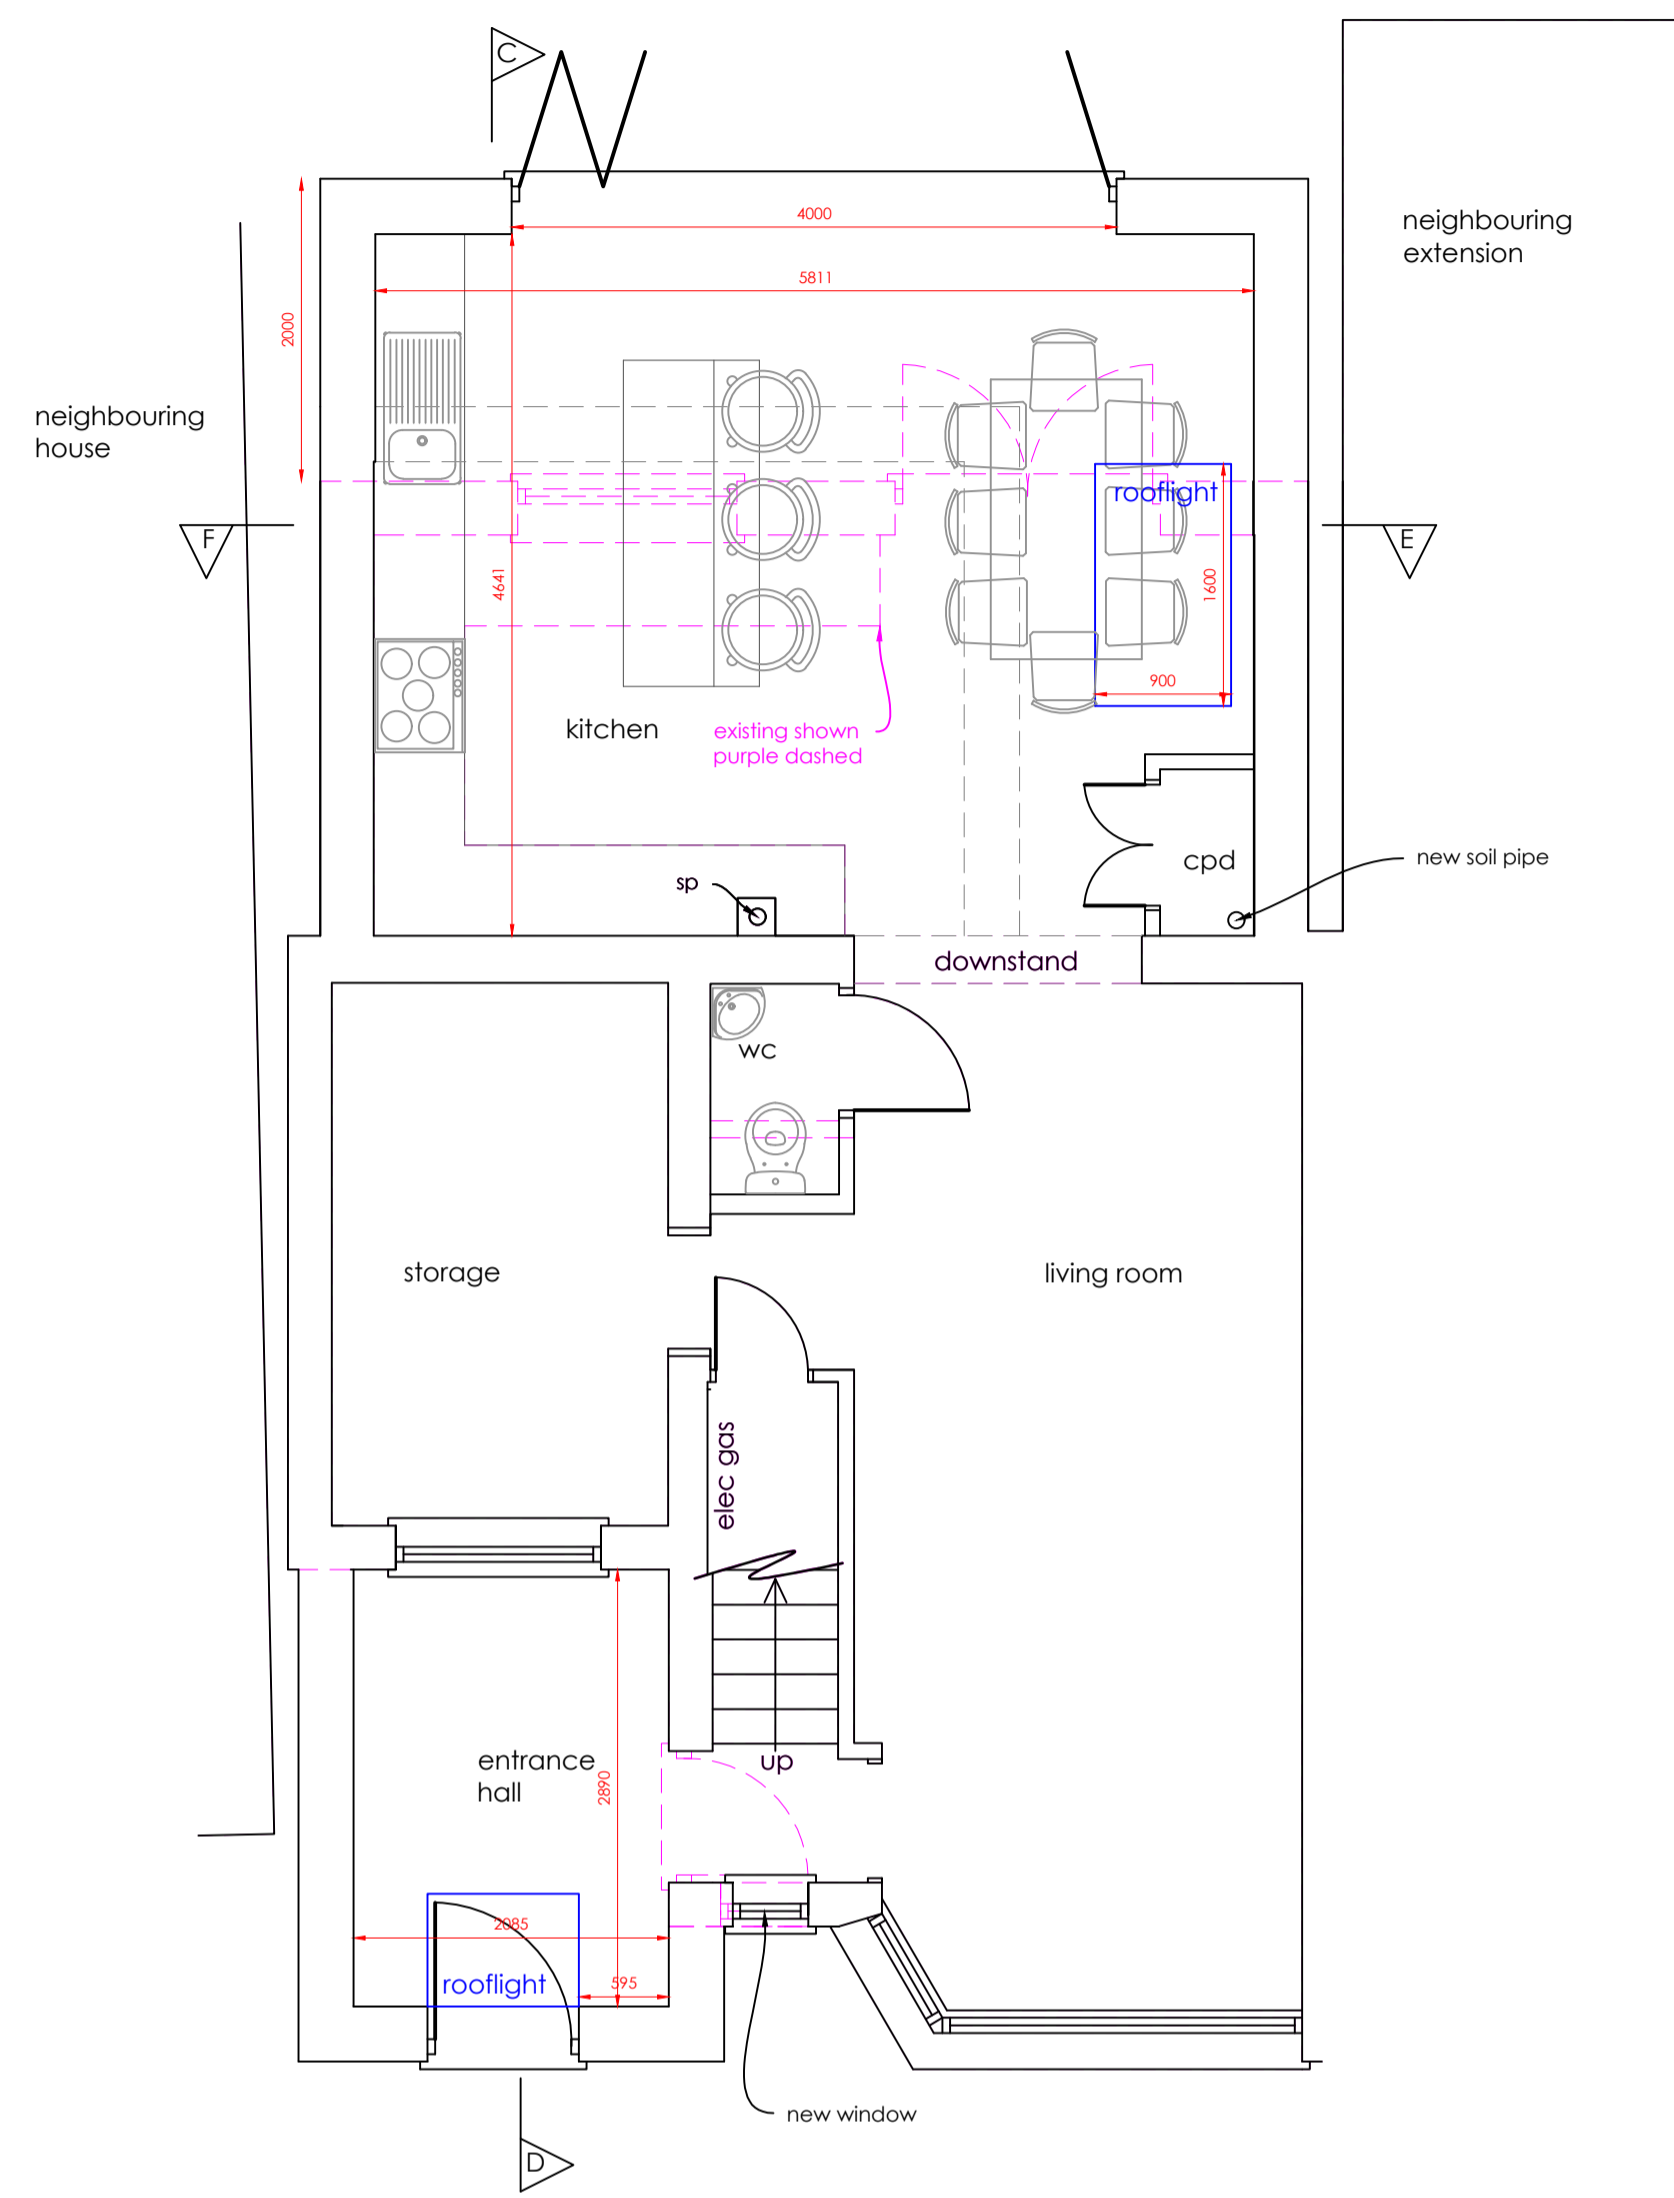 C
4000
neighbouring
extension
5811
2000
neighbouring
house
rooflight
F
E
4641
1600
900
kitchen
existing shown
purple dashed
sp
cpd
new soil pipe
downstand
wc
storage
living room
elec gas
entrance
hall
up
2890
2085
rooflight
595
new window
D